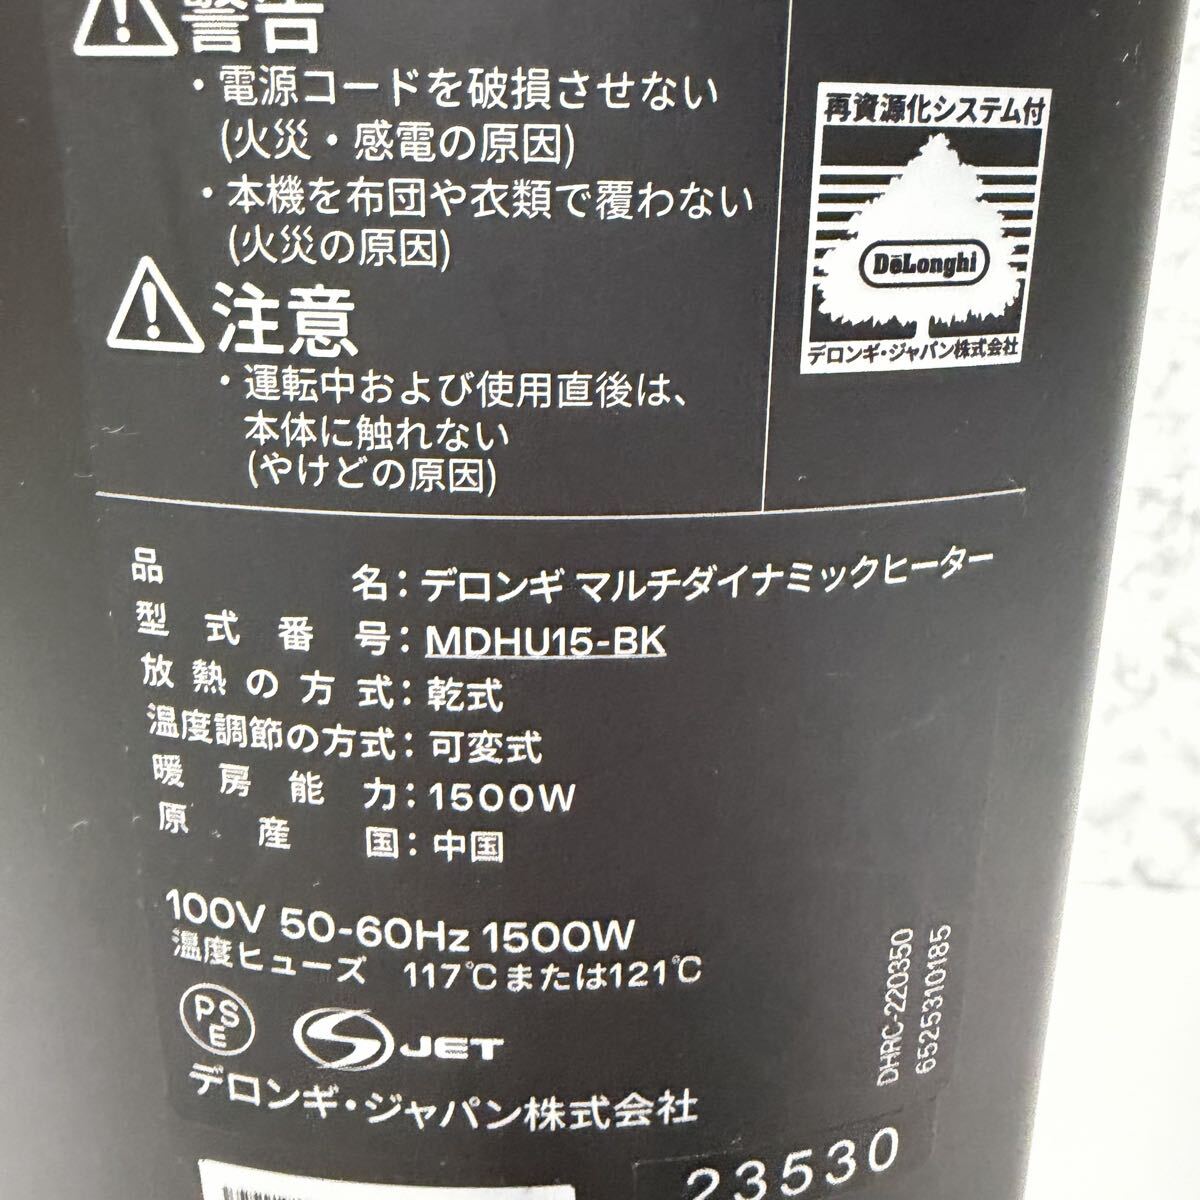 警告
・電源コードを破損させない
(火災・感電の原因)
・本機を布団や衣類で覆わない
(火災の原因)
注意
・運転中および使用直後は、
本体に触れない
(やけどの原因)
再資源化システム付
DēLonghi
デロンギ・ジャパン株式会社
品名：デロンギ マルチダイナミックヒーター
型式番号：MDHU15-BK
放熱の方式：乾式
温度調節の方式：可変式
暖房能力：1500W
原産国：中国
100V 50-60Hz 1500W
温度ヒューズ 117℃または121℃
PSE
JET
デロンギ・ジャパン株式会社
DHRC-220350
652531O185
23530